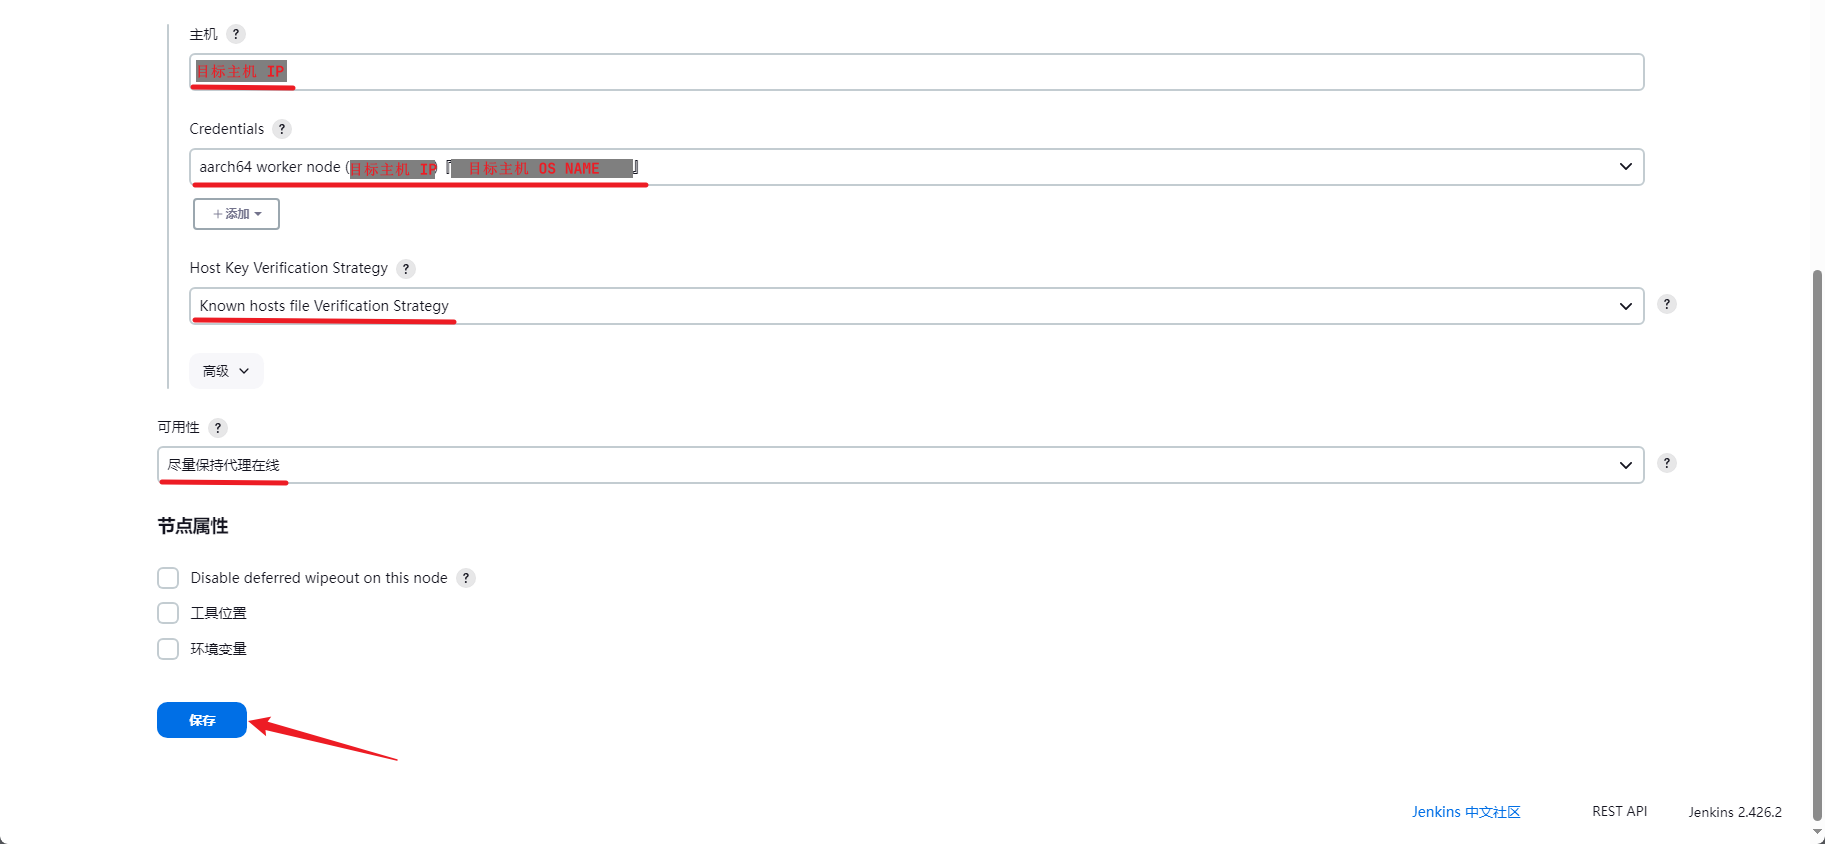 主机 ?
目标主机 IP
Credentials ?
aarch64 worker node (目标主机 IP) 『 目标主机 OS NAME 』
+ 添加
Host Key Verification Strategy ?
Known hosts file Verification Strategy ?
高级
可用性 ?
尽量保持代理在线 ?
节点属性
Disable deferred wipeout on this node ?
工具位置
环境变量
保存
Jenkins 中文社区 REST API Jenkins 2.426.2